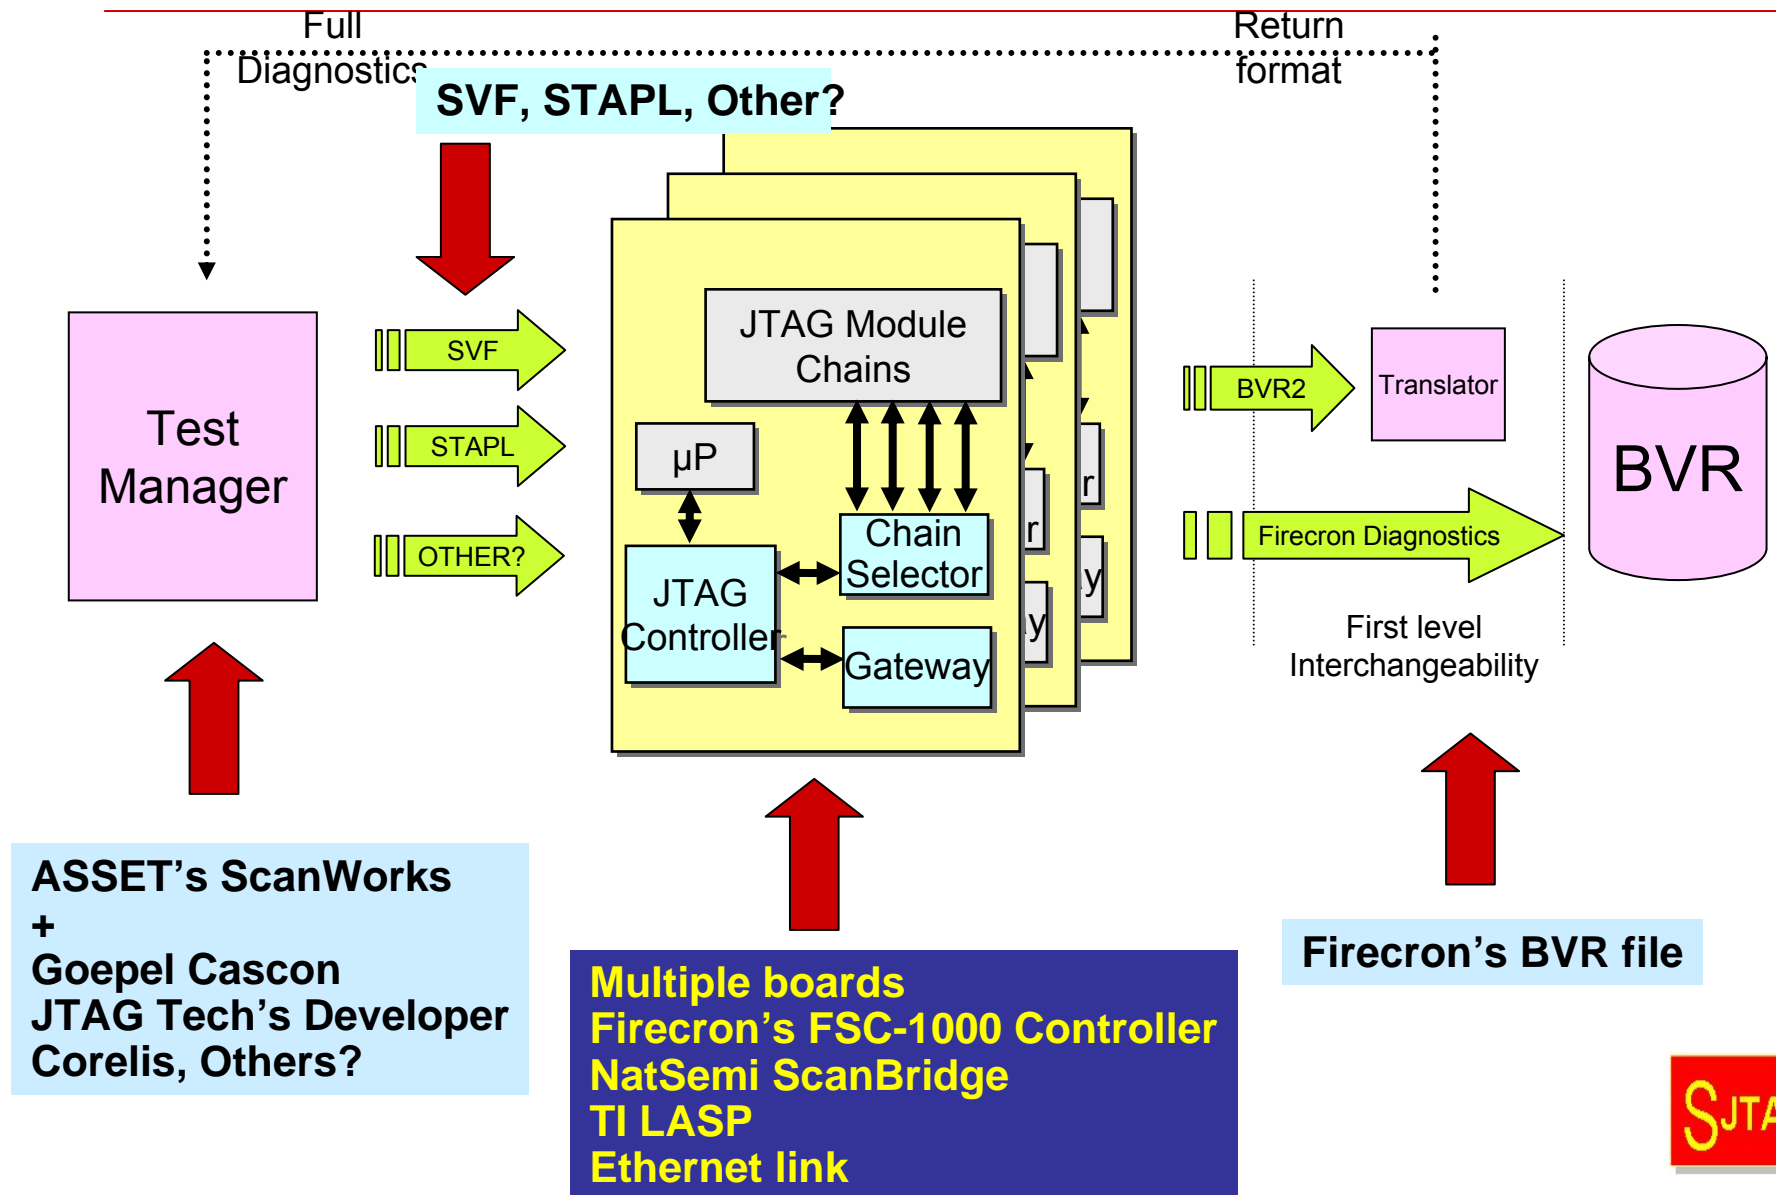 Full
Diagnostics
Return
format
SVF, STAPL, Other?
Test
Manager
SVF
STAPL
OTHER?
JTAG Module
Chains
µP
Chain
Selector
JTAG
Controller
Gateway
r
y
r
y
BVR2
Translator
Firecron Diagnostics
BVR
First level
Interchangeability
ASSET’s ScanWorks
+
Goepel Cascon
JTAG Tech’s Developer
Corelis, Others?
Multiple boards
Firecron’s FSC-1000 Controller
NatSemi ScanBridge
TI LASP
Ethernet link
Firecron’s BVR file
SJTA